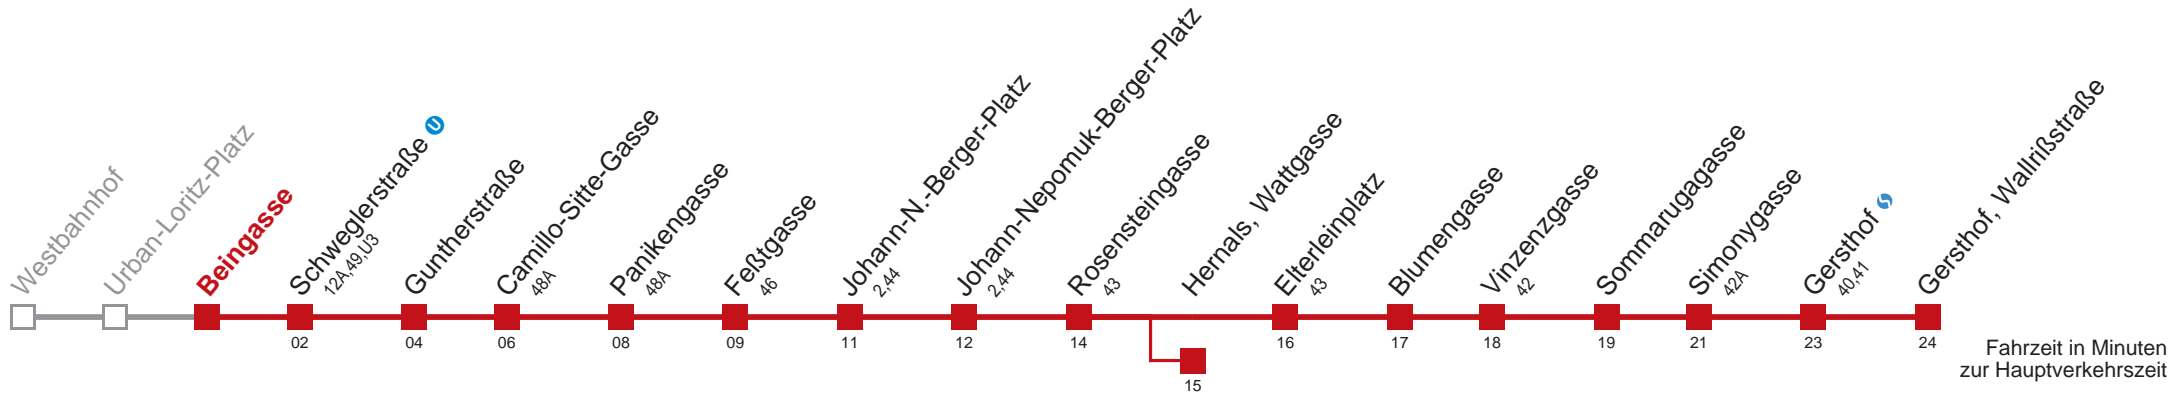 Westbahnhof
Urban-Loritz-Platz
Beingasse
Schweglerstraße U
12A,49,U3
Guntherstraße
Camillo-Sitte-Gasse
48A
Panikengasse
48A
Feßtgasse
46
Johann-N.-Berger-Platz
2,44
Johann-Nepomuk-Berger-Platz
2,44
Rosensteingasse
43
Hernals, Wattgasse
Elterleinplatz
43
Blumengasse
Vinzenzgasse
42
Sommarugagasse
Simonygasse
42A
Gersthof S
40,41
Gersthof, Wallrißstraße
02 04 06 08 09 11 12 14 16 17 18 19 21 23 24
15
Fahrzeit in Minuten
zur Hauptverkehrszeit